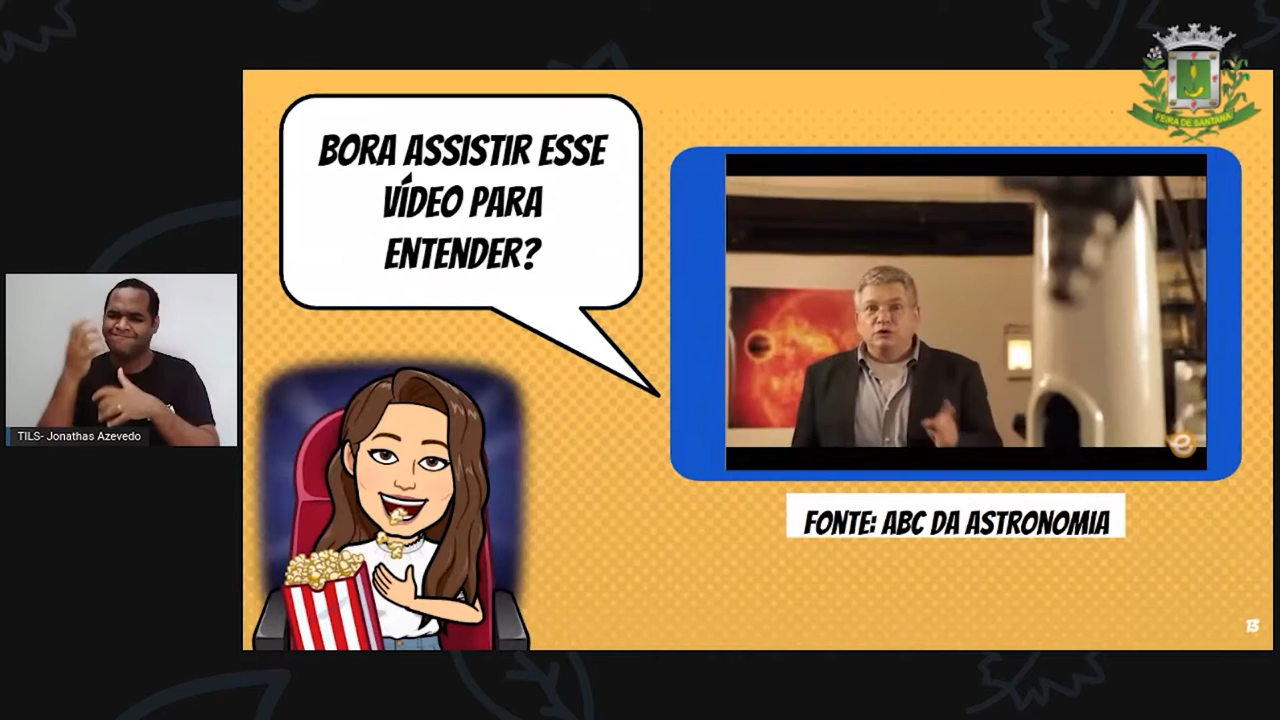 FEIRA DE SANTANA
BORA ASSISTIR ESSE
VÍDEO PARA
ENTENDER?
TILS- Jonathas Azevedo
FONTE: ABC DA ASTRONOMIA
13